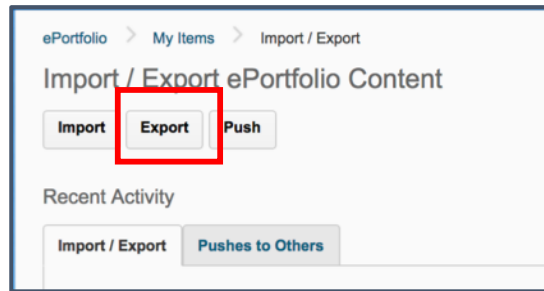 ePortfolio > My Items > Import / Export
Import / Export ePortfolio Content
Import Export Push
Recent Activity
Import / Export Pushes to Others